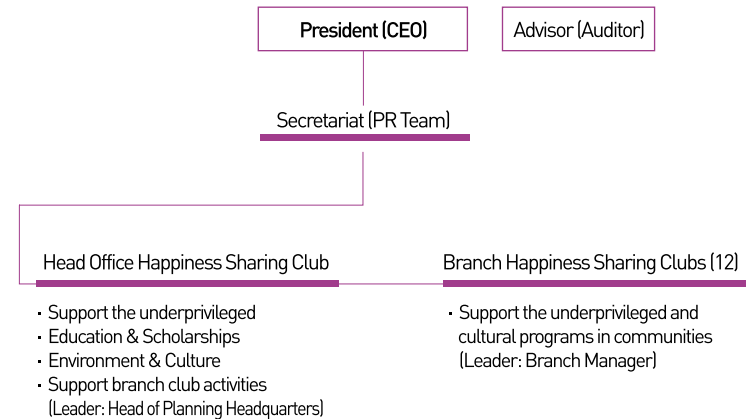 President (CEO)
Advisor (Auditor)
Secretariat (PR Team)
Head Office Happiness Sharing Club
· Support the underprivileged
· Education & Scholarships
· Environment & Culture
· Support branch club activities
(Leader: Head of Planning Headquarters)
Branch Happiness Sharing Clubs (12)
· Support the underprivileged and
cultural programs in communities
(Leader: Branch Manager)